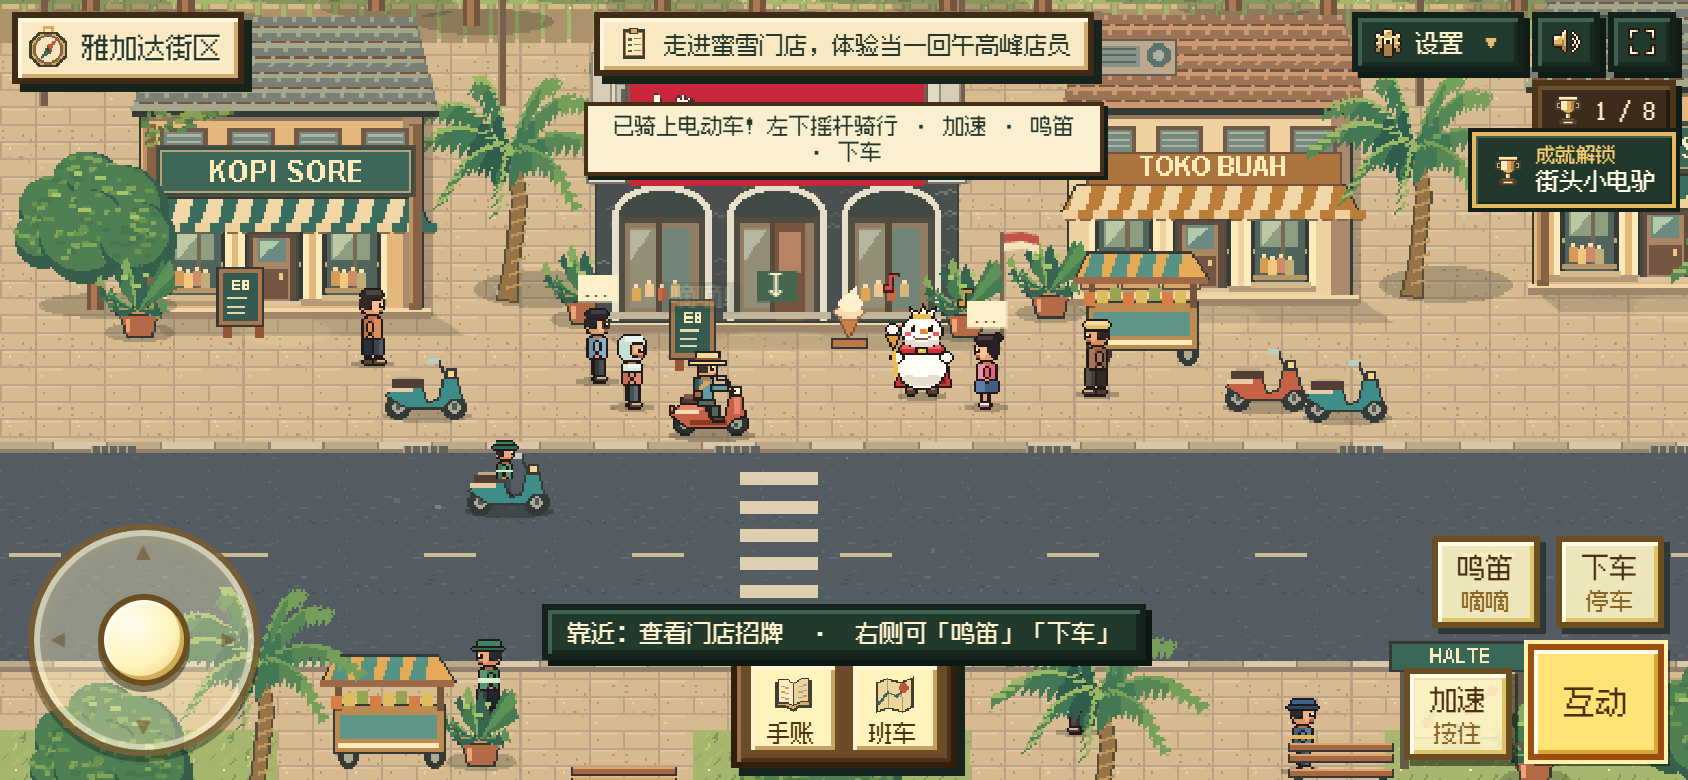 雅加达街区
走进蜜雪门店，体验当一回午高峰店员
设置
1 / 8
已骑上电动车！左下摇杆骑行 · 加速 · 鸣笛
· 下车
成就解锁
街头小电驴
KOPI SORE
TOKO BUAH
...
...
鸣笛
嘀嘀
下车
停车
靠近：查看门店招牌 · 右侧可「鸣笛」「下车」
HALTE
加速
按住
互动
手账
班车